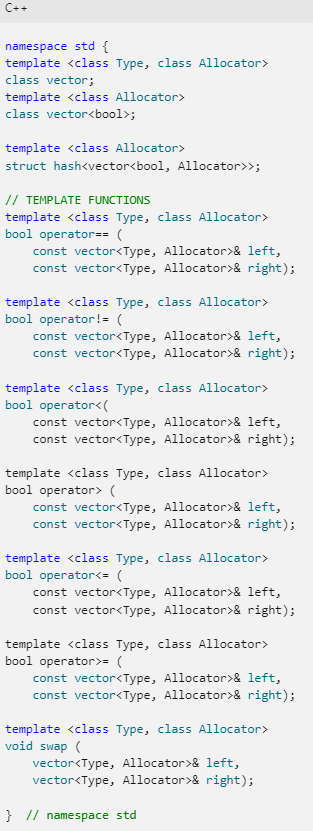 C++
namespace std {
template <class Type, class Allocator>
class vector;
template <class Allocator>
class vector<bool>;
template <class Allocator>
struct hash<vector<bool, Allocator>>;
// TEMPLATE FUNCTIONS
template <class Type, class Allocator>
bool operator== (
    const vector<Type, Allocator>& left,
    const vector<Type, Allocator>& right);
template <class Type, class Allocator>
bool operator!= (
    const vector<Type, Allocator>& left,
    const vector<Type, Allocator>& right);
template <class Type, class Allocator>
bool operator<(
    const vector<Type, Allocator>& left,
    const vector<Type, Allocator>& right);
template <class Type, class Allocator>
bool operator> (
    const vector<Type, Allocator>& left,
    const vector<Type, Allocator>& right);
template <class Type, class Allocator>
bool operator<= (
    const vector<Type, Allocator>& left,
    const vector<Type, Allocator>& right);
template <class Type, class Allocator>
bool operator>= (
    const vector<Type, Allocator>& left,
    const vector<Type, Allocator>& right);
template <class Type, class Allocator>
void swap (
    vector<Type, Allocator>& left,
    vector<Type, Allocator>& right);
}  // namespace std